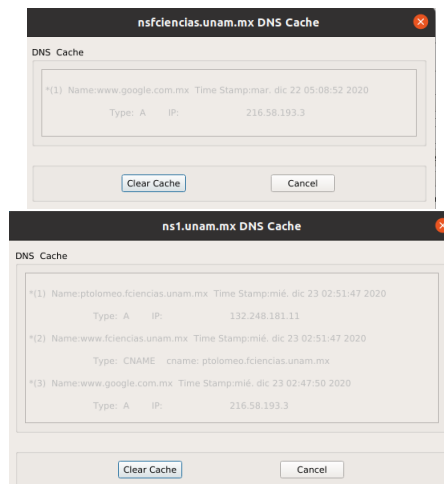 nsfciencias.unam.mx DNS Cache
DNS Cache
*(1) Name:www.google.com.mx Time Stamp:mar. dic 22 05:08:52 2020
Type: A IP: 216.58.193.3
Clear Cache Cancel
ns1.unam.mx DNS Cache
DNS Cache
*(1) Name:ptolomeo.fciencias.unam.mx Time Stamp:mié. dic 23 02:51:47 2020
Type: A IP: 132.248.181.11
*(2) Name:www.fciencias.unam.mx Time Stamp:mié. dic 23 02:51:47 2020
Type: CNAME cname: ptolomeo.fciencias.unam.mx
*(3) Name:www.google.com.mx Time Stamp:mié. dic 23 02:47:50 2020
Type: A IP: 216.58.193.3
Clear Cache Cancel